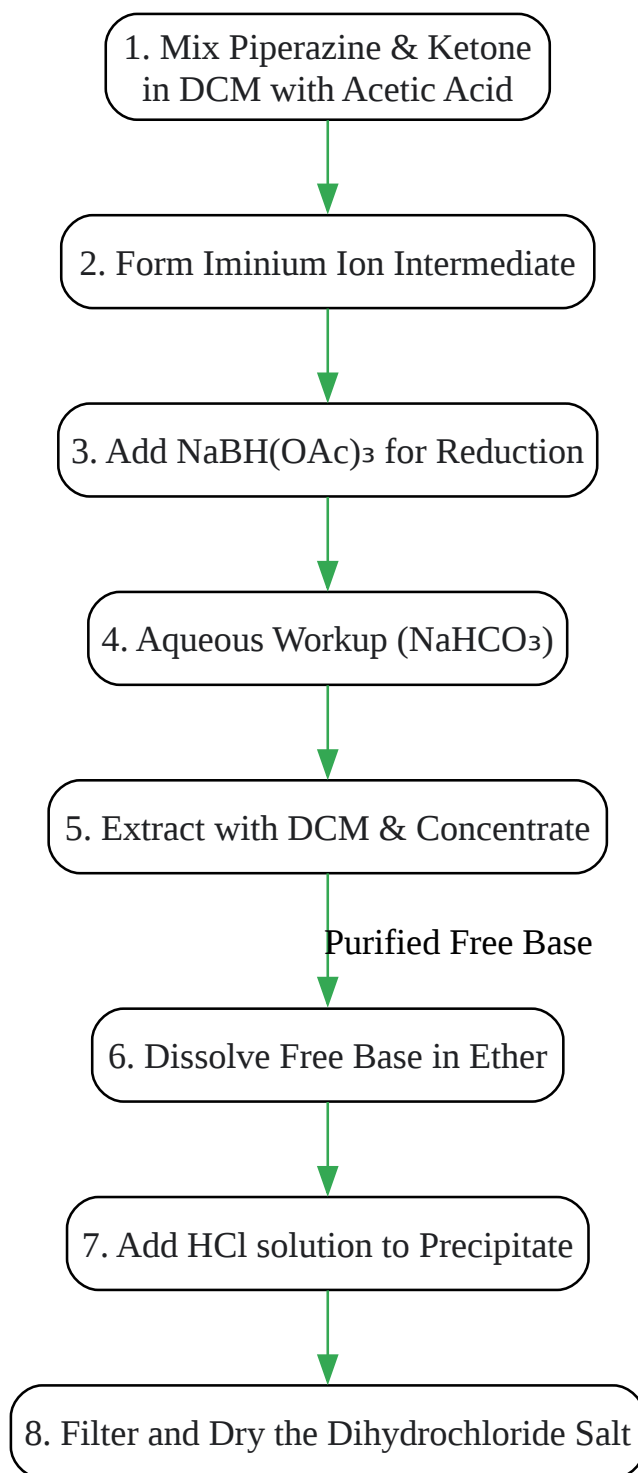 1. Mix Piperazine & Ketone
in DCM with Acetic Acid
2. Form Iminium Ion Intermediate
3. Add NaBH(OAc)₃ for Reduction
4. Aqueous Workup (NaHCO₃)
5. Extract with DCM & Concentrate
Purified Free Base
6. Dissolve Free Base in Ether
7. Add HCl solution to Precipitate
8. Filter and Dry the Dihydrochloride Salt